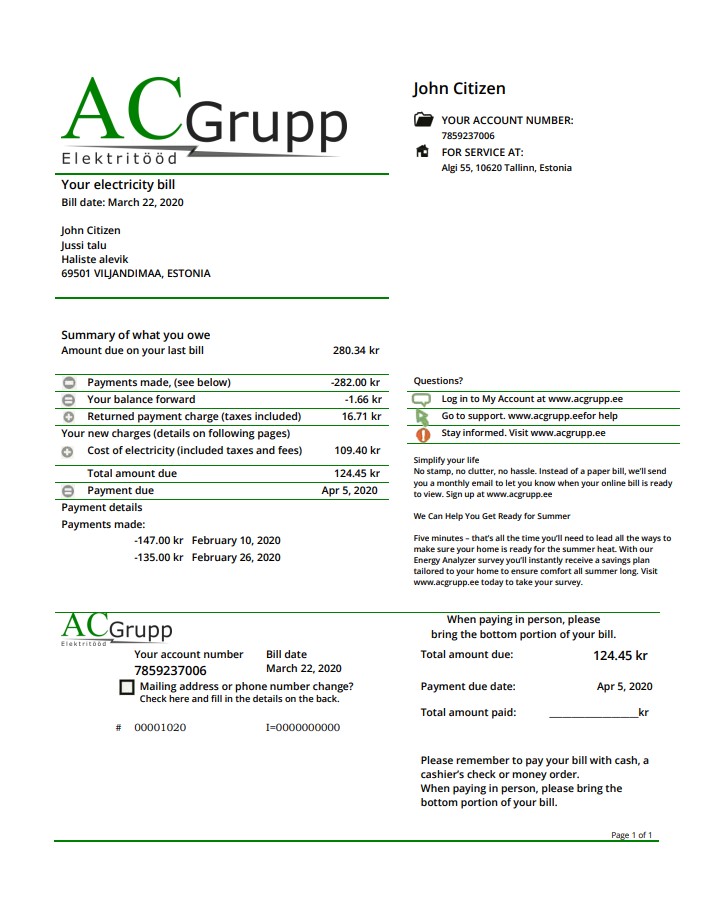 ACGrupp
Elektritööd
Your electricity bill
Bill date: March 22, 2020
John Citizen
Jussi talu
Haliste alevik
69501 VILJANDIMAA, ESTONIA
John Citizen
YOUR ACCOUNT NUMBER:
7859237006
FOR SERVICE AT:
Algi 55, 10620 Tallinn, Estonia
Summary of what you owe
Amount due on your last bill 280.34 kr
Payments made, (see below) -282.00 kr
Your balance forward -1.66 kr
Returned payment charge (taxes included) 16.71 kr
Your new charges (details on following pages)
Cost of electricity (included taxes and fees) 109.40 kr
Total amount due 124.45 kr
Payment due Apr 5, 2020
Payment details
Payments made:
-147.00 kr February 10, 2020
-135.00 kr February 26, 2020
Questions?
Log in to My Account at www.acgrupp.ee
Go to support. www.acgrupp.eefor help
Stay informed. Visit www.acgrupp.ee
Simplify your life
No stamp, no clutter, no hassle. Instead of a paper bill, we'll send
you a monthly email to let you know when your online bill is ready
to view. Sign up at www.acgrupp.ee
We Can Help You Get Ready for Summer
Five minutes – that's all the time you'll need to lead all the ways to
make sure your home is ready for the summer heat. With our
Energy Analyzer survey you'll instantly receive a savings plan
tailored to your home to ensure comfort all summer long. Visit
www.acgrupp.ee today to take your survey.
ACGrupp
Elektritööd
Your account number Bill date
7859237006 March 22, 2020
Mailing address or phone number change?
Check here and fill in the details on the back.
# 00001020 I=0000000000
When paying in person, please
bring the bottom portion of your bill.
Total amount due: 124.45 kr
Payment due date: Apr 5, 2020
Total amount paid: __________________kr
Please remember to pay your bill with cash, a
cashier's check or money order.
When paying in person, please bring the
bottom portion of your bill.
Page 1 of 1